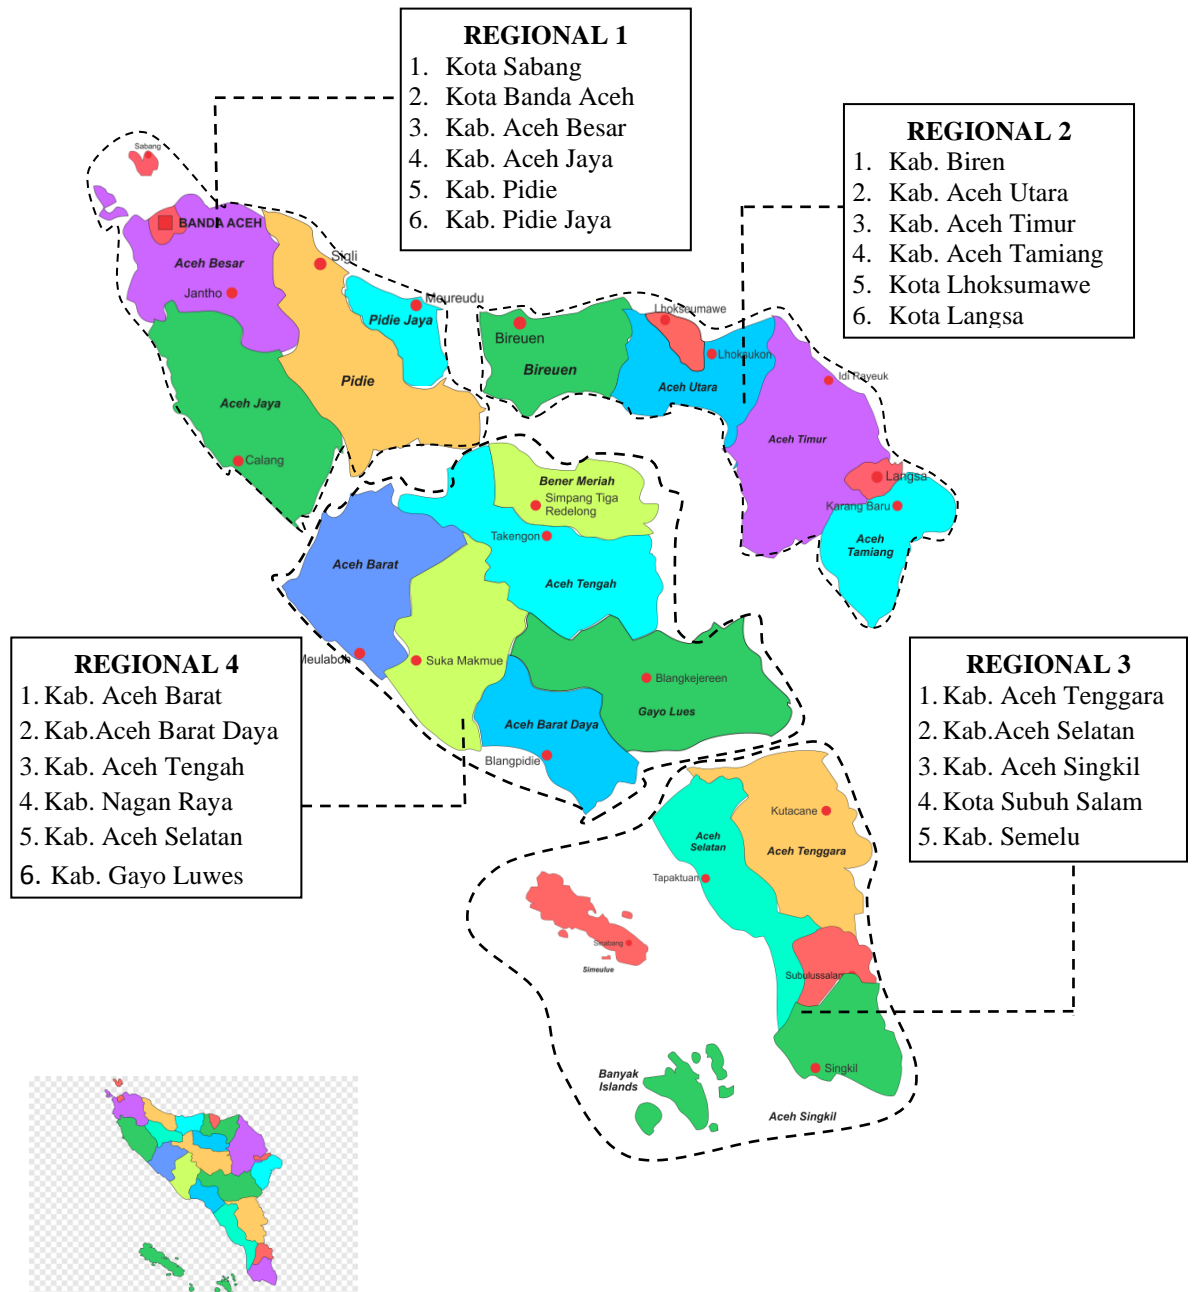 REGIONAL 1
1. Kota Sabang
2. Kota Banda Aceh
3. Kab. Aceh Besar
4. Kab. Aceh Jaya
5. Kab. Pidie
6. Kab. Pidie Jaya
REGIONAL 2
1. Kab. Biren
2. Kab. Aceh Utara
3. Kab. Aceh Timur
4. Kab. Aceh Tamiang
5. Kota Lhoksumawe
6. Kota Langsa
Sabang
BANDA ACEH
Aceh Besar
Jantho
Sigli
Meureudu
Pidie Jaya
Pidie
Aceh Jaya
Calang
Bireuen
Bireuen
Lhokseumawe
Lhoksukon
Aceh Utara
Idi Rayeuk
Aceh Timur
Langsa
Karang Baru
Aceh
Tamiang
Bener Meriah
Simpang Tiga
Redelong
Takengon
Aceh Tengah
Aceh Barat
Meulaboh
Suka Makmue
Blangkejereen
Gayo Lues
Aceh Barat Daya
Blangpidie
REGIONAL 4
1. Kab. Aceh Barat
2. Kab.Aceh Barat Daya
3. Kab. Aceh Tengah
4. Kab. Nagan Raya
5. Kab. Aceh Selatan
6. Kab. Gayo Luwes
REGIONAL 3
1. Kab. Aceh Tenggara
2. Kab.Aceh Selatan
3. Kab. Aceh Singkil
4. Kota Subuh Salam
5. Kab. Semelu
Kutacane
Aceh
Selatan
Aceh Tenggara
Tapaktuan
Sinabang
Simeulue
Subulussalam
Singkil
Banyak
Islands
Aceh Singkil